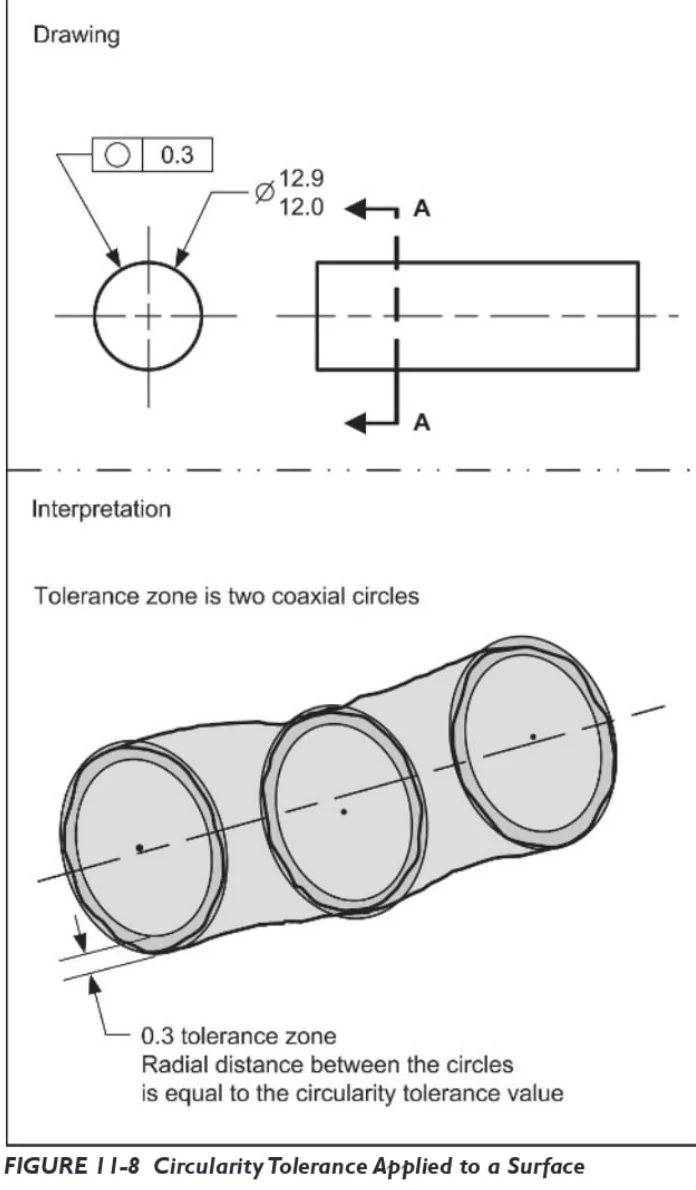 Drawing
0.3
⌀ 12.9
12.0
A
A
Interpretation
Tolerance zone is two coaxial circles
0.3 tolerance zone
Radial distance between the circles
is equal to the circularity tolerance value
FIGURE 11-8 Circularity Tolerance Applied to a Surface